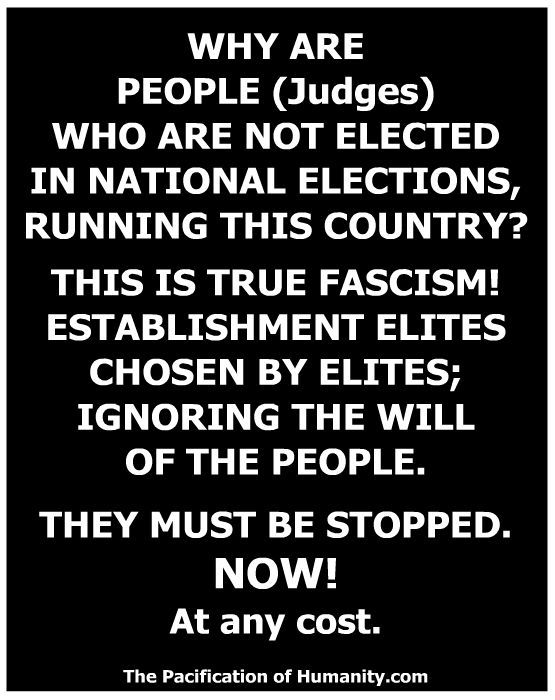 WHY ARE
PEOPLE (Judges)
WHO ARE NOT ELECTED
IN NATIONAL ELECTIONS,
RUNNING THIS COUNTRY?
THIS IS TRUE FASCISM!
ESTABLISHMENT ELITES
CHOSEN BY ELITES;
IGNORING THE WILL
OF THE PEOPLE.
THEY MUST BE STOPPED.
NOW!
At any cost.
The Pacification of Humanity.com